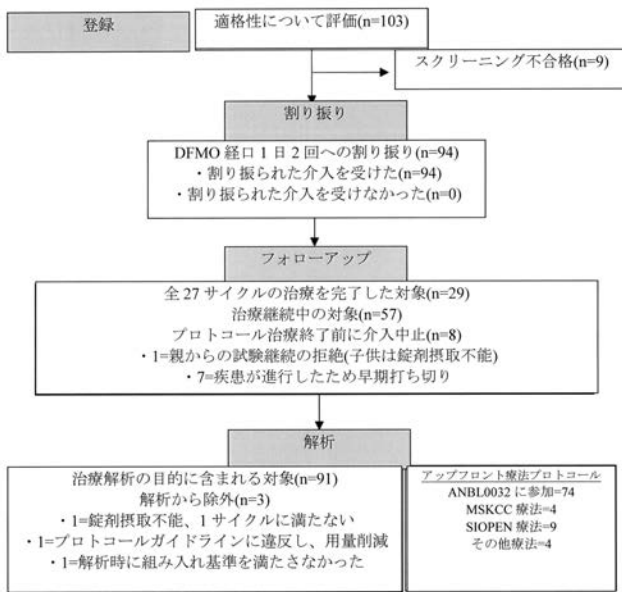 登録
適格性について評価(n=103)
スクリーニング不合格(n=9)
割り振り
DFMO 経口 1 日 2 回への割り振り(n=94)
・割り振られた介入を受けた(n=94)
・割り振られた介入を受けなかった(n=0)
フォローアップ
全 27 サイクルの治療を完了した対象(n=29)
治療継続中の対象(n=57)
プロトコール治療終了前に介入中止(n=8)
・1=親からの試験継続の拒絶(子供は錠剤摂取不能)
・7=疾患が進行したため早期打ち切り
解析
治療解析の目的に含まれる対象(n=91)
解析から除外(n=3)
・1=錠剤摂取不能、1 サイクルに満たない
・1=プロトコールガイドラインに違反し、用量削減
・1=解析時に組み入れ基準を満たさなかった
アップフロント療法プロトコール
ANBL0032 に参加=74
MSKCC 療法=4
SIOPEN 療法=9
その他療法=4